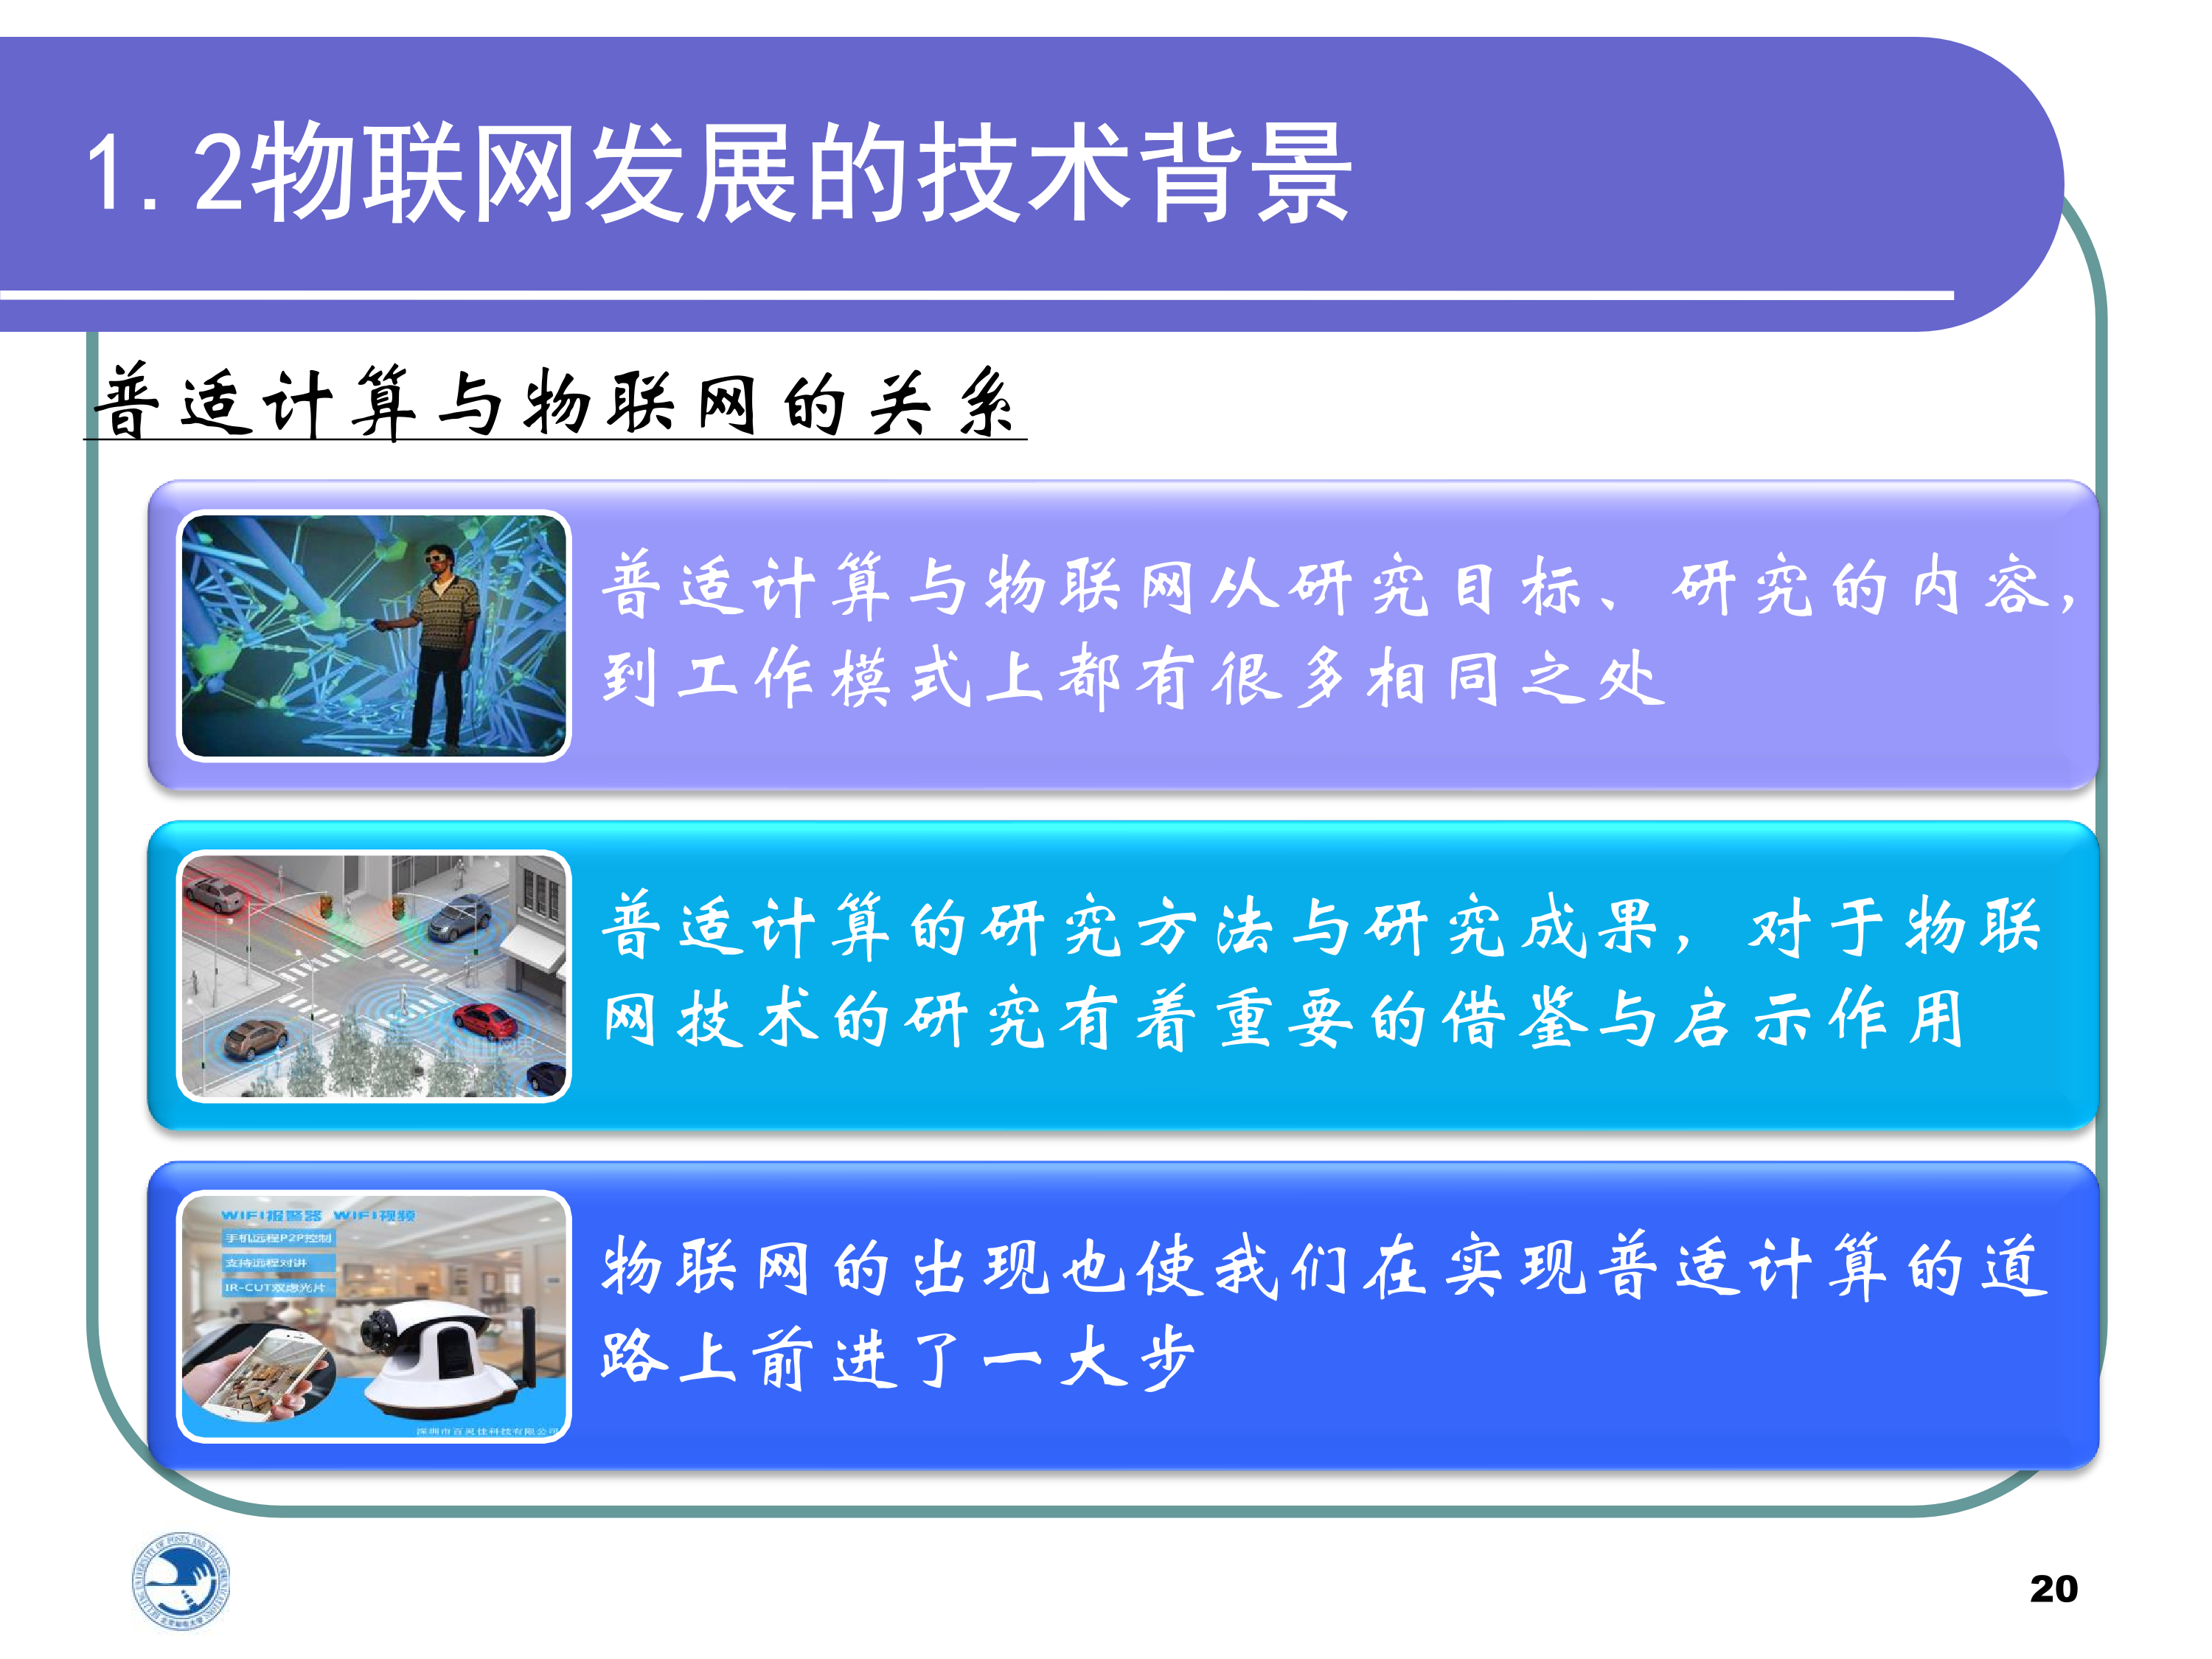 1.2物联网发展的技术背景
普适计算与物联网的关系
普适计算与物联网从研究目标、研究的内容，
到工作模式上都有很多相同之处
普适计算的研究方法与研究成果，对于物联
网技术的研究有着重要的借鉴与启示作用
WIFI报警器 WIFI视频
手机远程P2P控制
支持远程对讲
IR-CUT双虑光片
物联网的出现也使我们在实现普适计算的道
路上前进了一大步
20